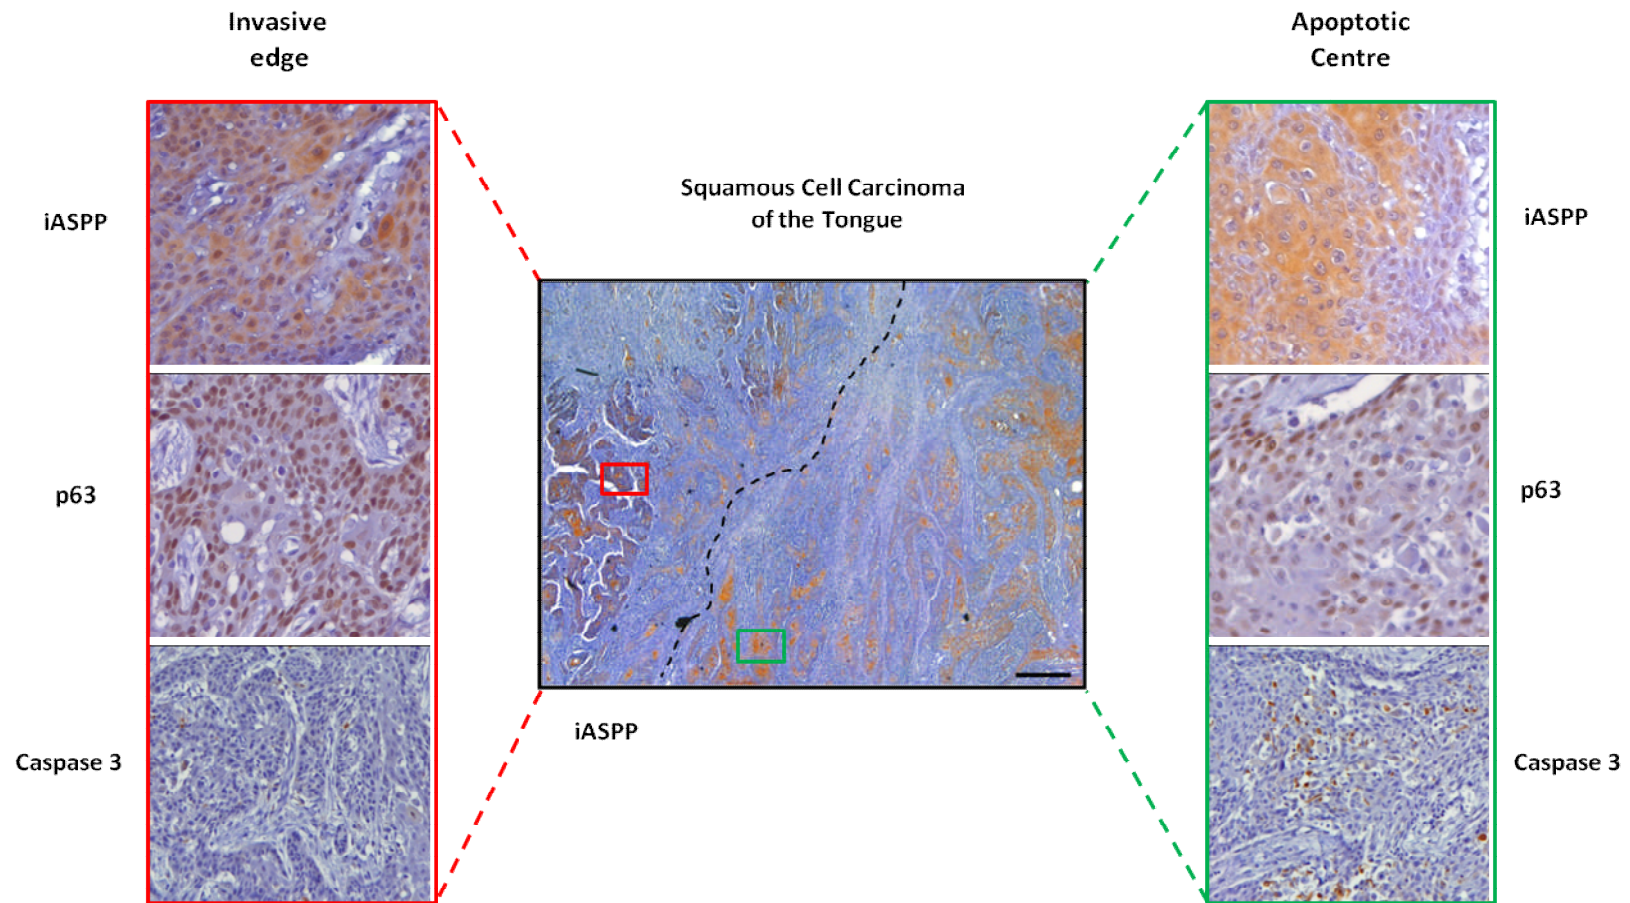 Invasive
edge
Apoptotic
Centre
Squamous Cell Carcinoma
of the Tongue
iASPP
iASPP
p63
p63
iASPP
Caspase 3
Caspase 3